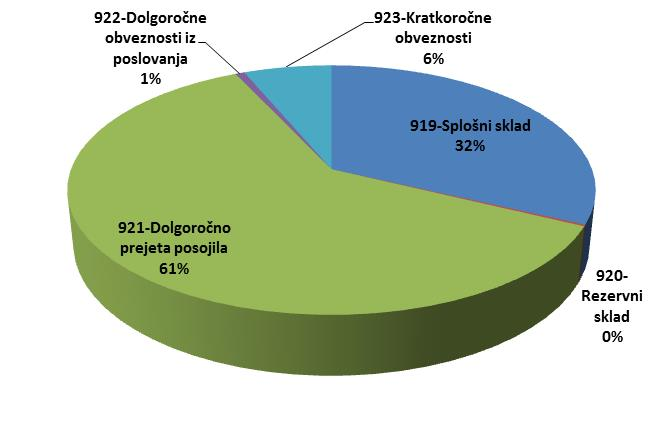 922-Dolgoročne
obveznosti iz
poslovanja
1%
923-Kratkoročne
obveznosti
6%
919-Splošni sklad
32%
921-Dolgoročno
prejeta posojila
61%
920-
Rezervni
sklad
0%